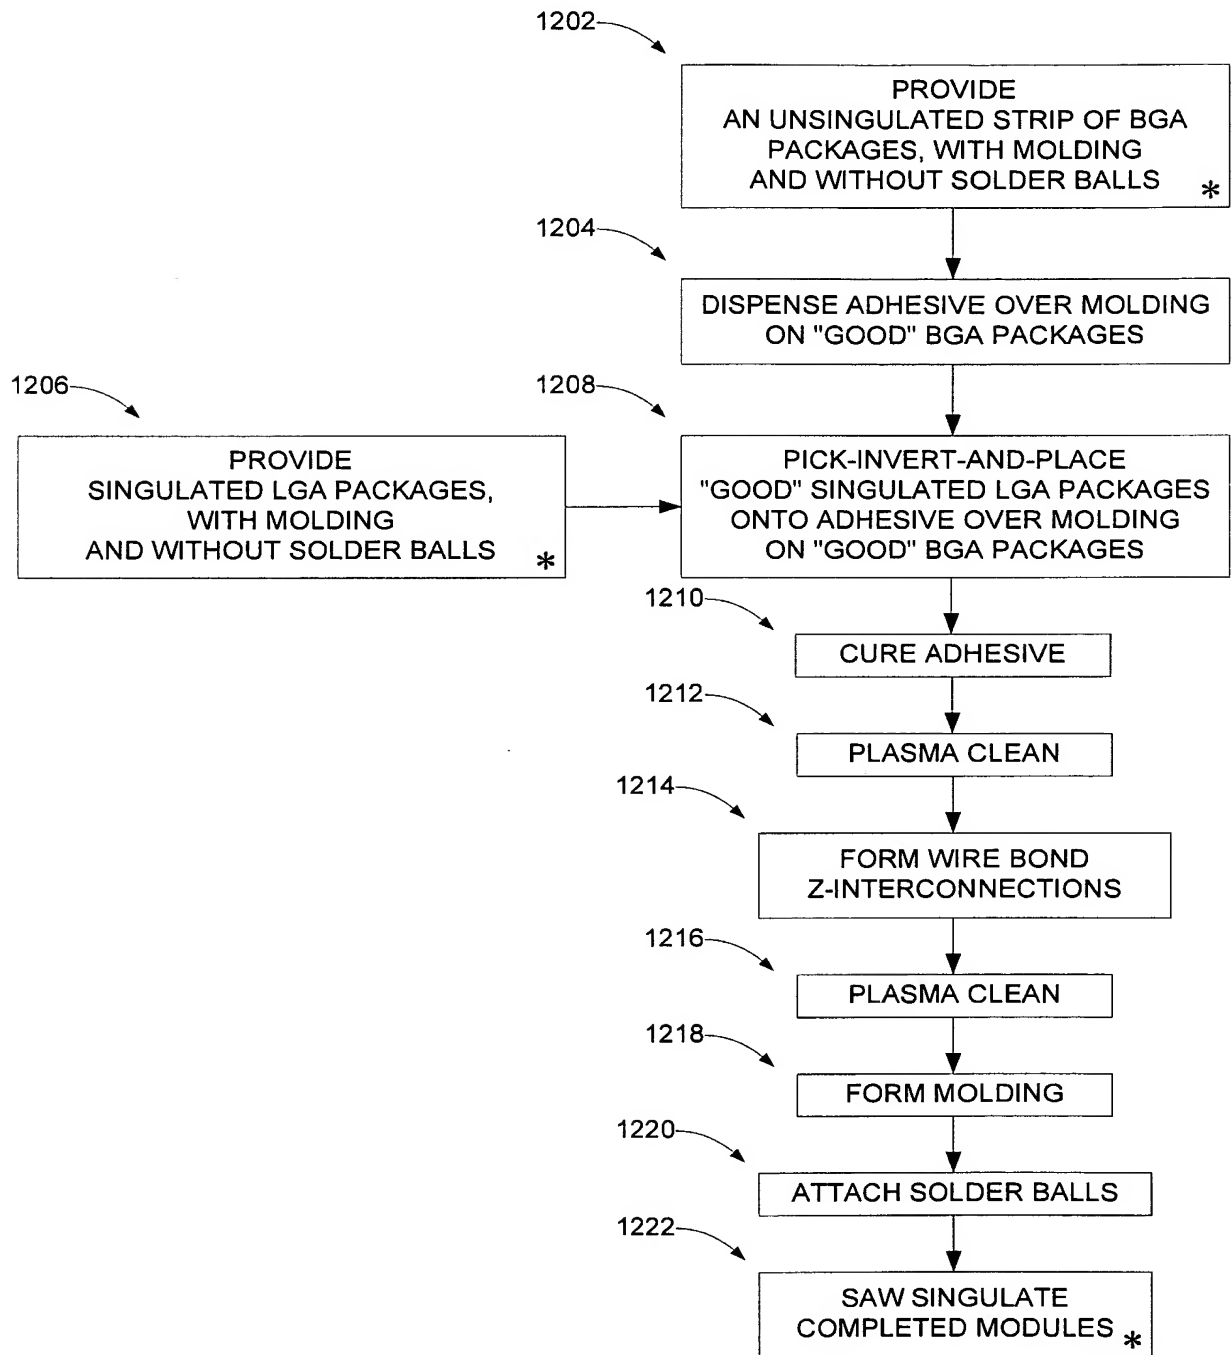 1202
PROVIDE
AN UNSINGULATED STRIP OF BGA
PACKAGES, WITH MOLDING
AND WITHOUT SOLDER BALLS *
1204
DISPENSE ADHESIVE OVER MOLDING
ON "GOOD" BGA PACKAGES
1206
PROVIDE
SINGULATED LGA PACKAGES,
WITH MOLDING
AND WITHOUT SOLDER BALLS *
1208
PICK-INVERT-AND-PLACE
"GOOD" SINGULATED LGA PACKAGES
ONTO ADHESIVE OVER MOLDING
ON "GOOD" BGA PACKAGES
1210
CURE ADHESIVE
1212
PLASMA CLEAN
1214
FORM WIRE BOND
Z-INTERCONNECTIONS
1216
PLASMA CLEAN
1218
FORM MOLDING
1220
ATTACH SOLDER BALLS
1222
SAW SINGULATE
COMPLETED MODULES *